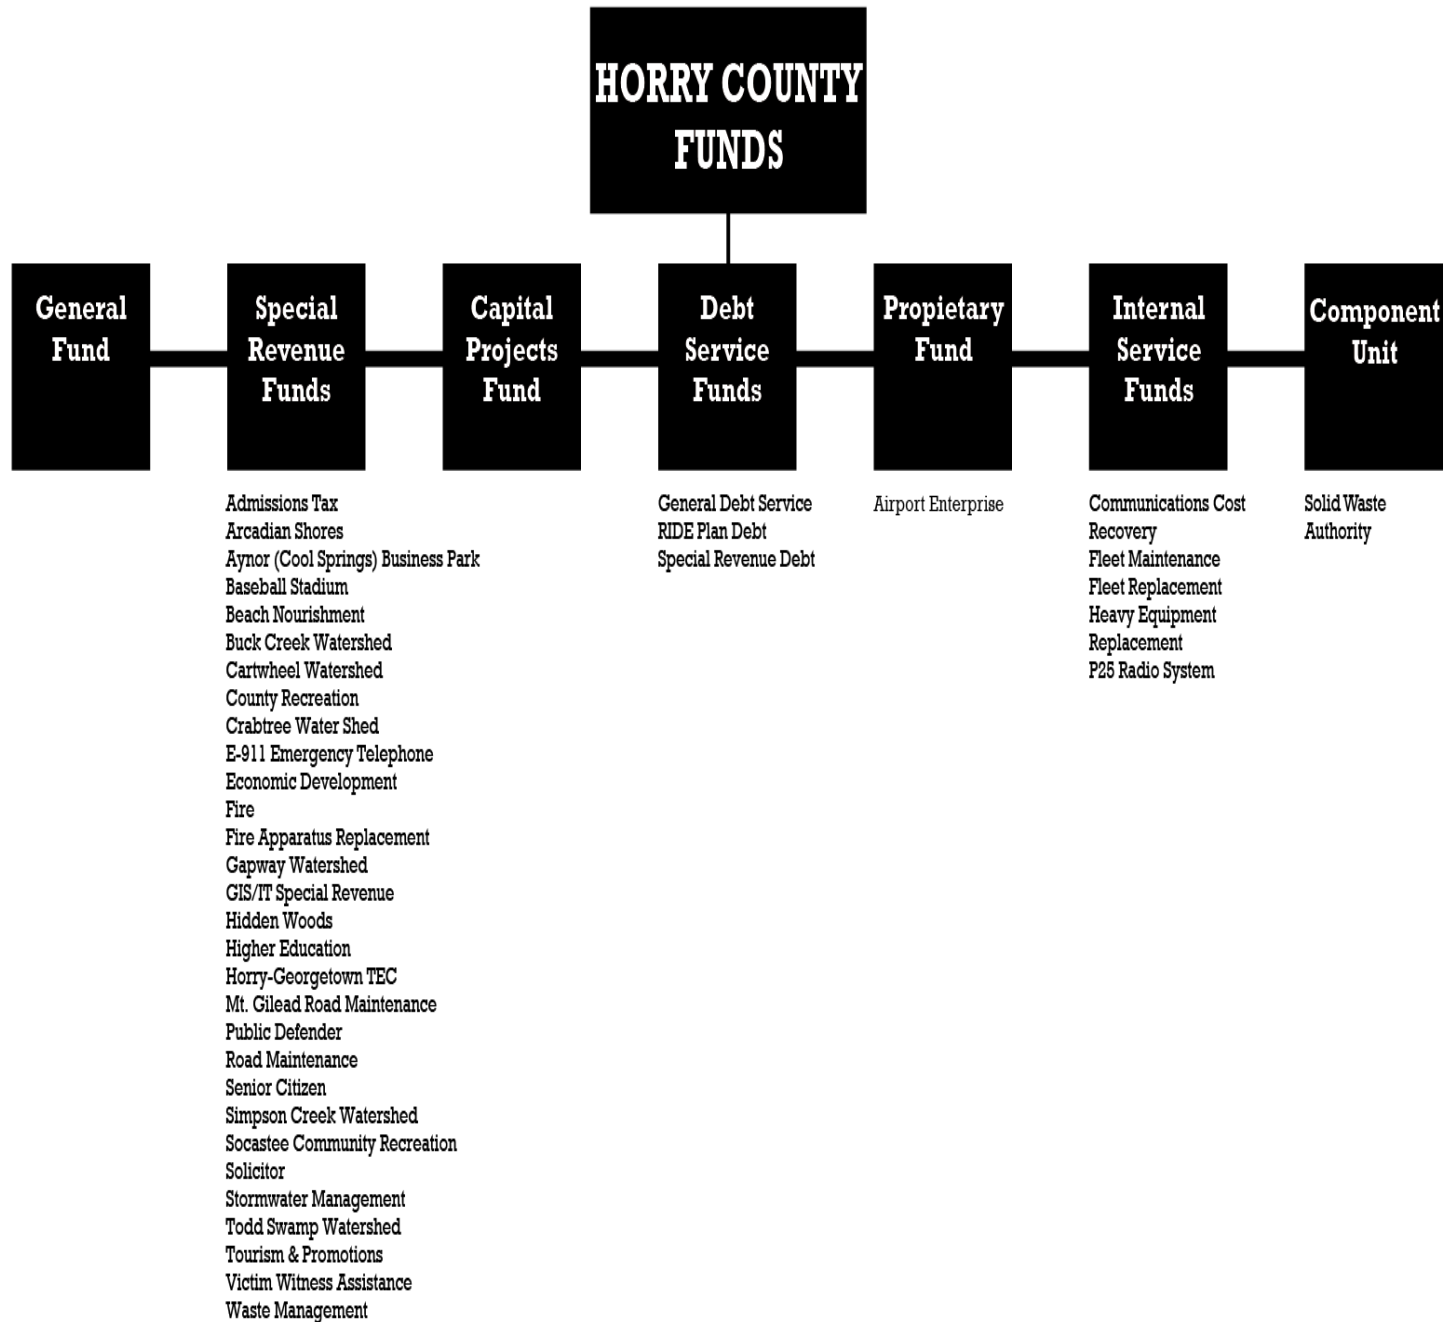 HORRY COUNTY
FUNDS
General
Fund
Special
Revenue
Funds
Capital
Projects
Fund
Debt
Service
Funds
Propietary
Fund
Internal
Service
Funds
Component
Unit
Admissions Tax
Arcadian Shores
Aynor (Cool Springs) Business Park
Baseball Stadium
Beach Nourishment
Buck Creek Watershed
Cartwheel Watershed
County Recreation
Crabtree Water Shed
E-911 Emergency Telephone
Economic Development
Fire
Fire Apparatus Replacement
Gapway Watershed
GIS/IT Special Revenue
Hidden Woods
Higher Education
Horry-Georgetown TEC
Mt. Gilead Road Maintenance
Public Defender
Road Maintenance
Senior Citizen
Simpson Creek Watershed
Socastee Community Recreation
Solicitor
Stormwater Management
Todd Swamp Watershed
Tourism & Promotions
Victim Witness Assistance
Waste Management
General Debt Service
RIDE Plan Debt
Special Revenue Debt
Airport Enterprise
Communications Cost
Recovery
Fleet Maintenance
Fleet Replacement
Heavy Equipment
Replacement
P25 Radio System
Solid Waste
Authority